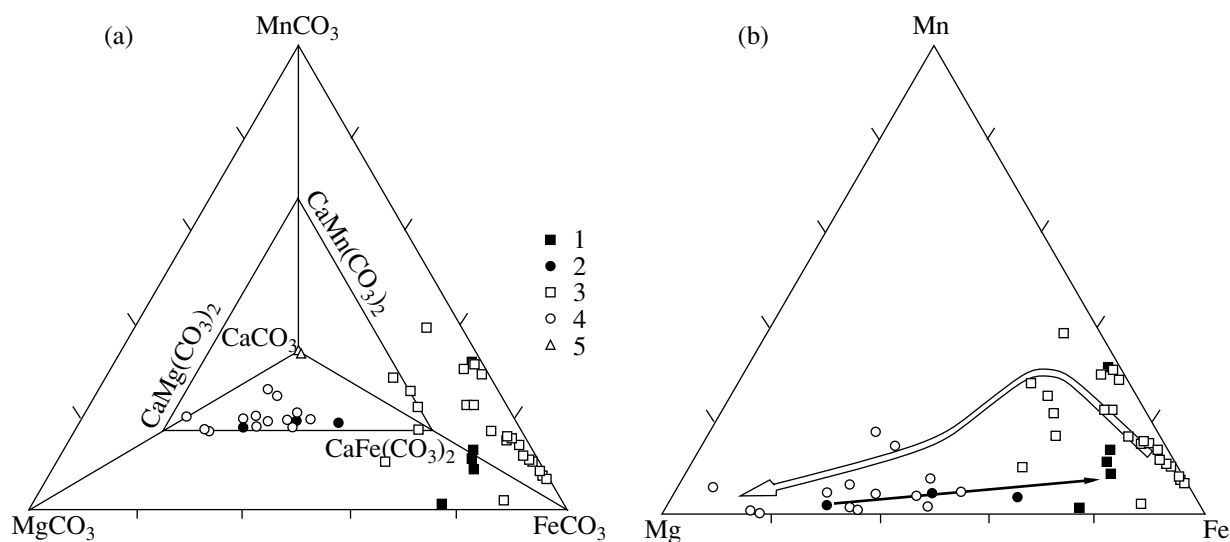 (a)
MnCO₃
CaMn(CO₃)₂
CaMg(CO₃)₂
CaCO₃
CaFe(CO₃)₂
MgCO₃
FeCO₃
1
2
3
4
5
(b)
Mn
Mg
Fe